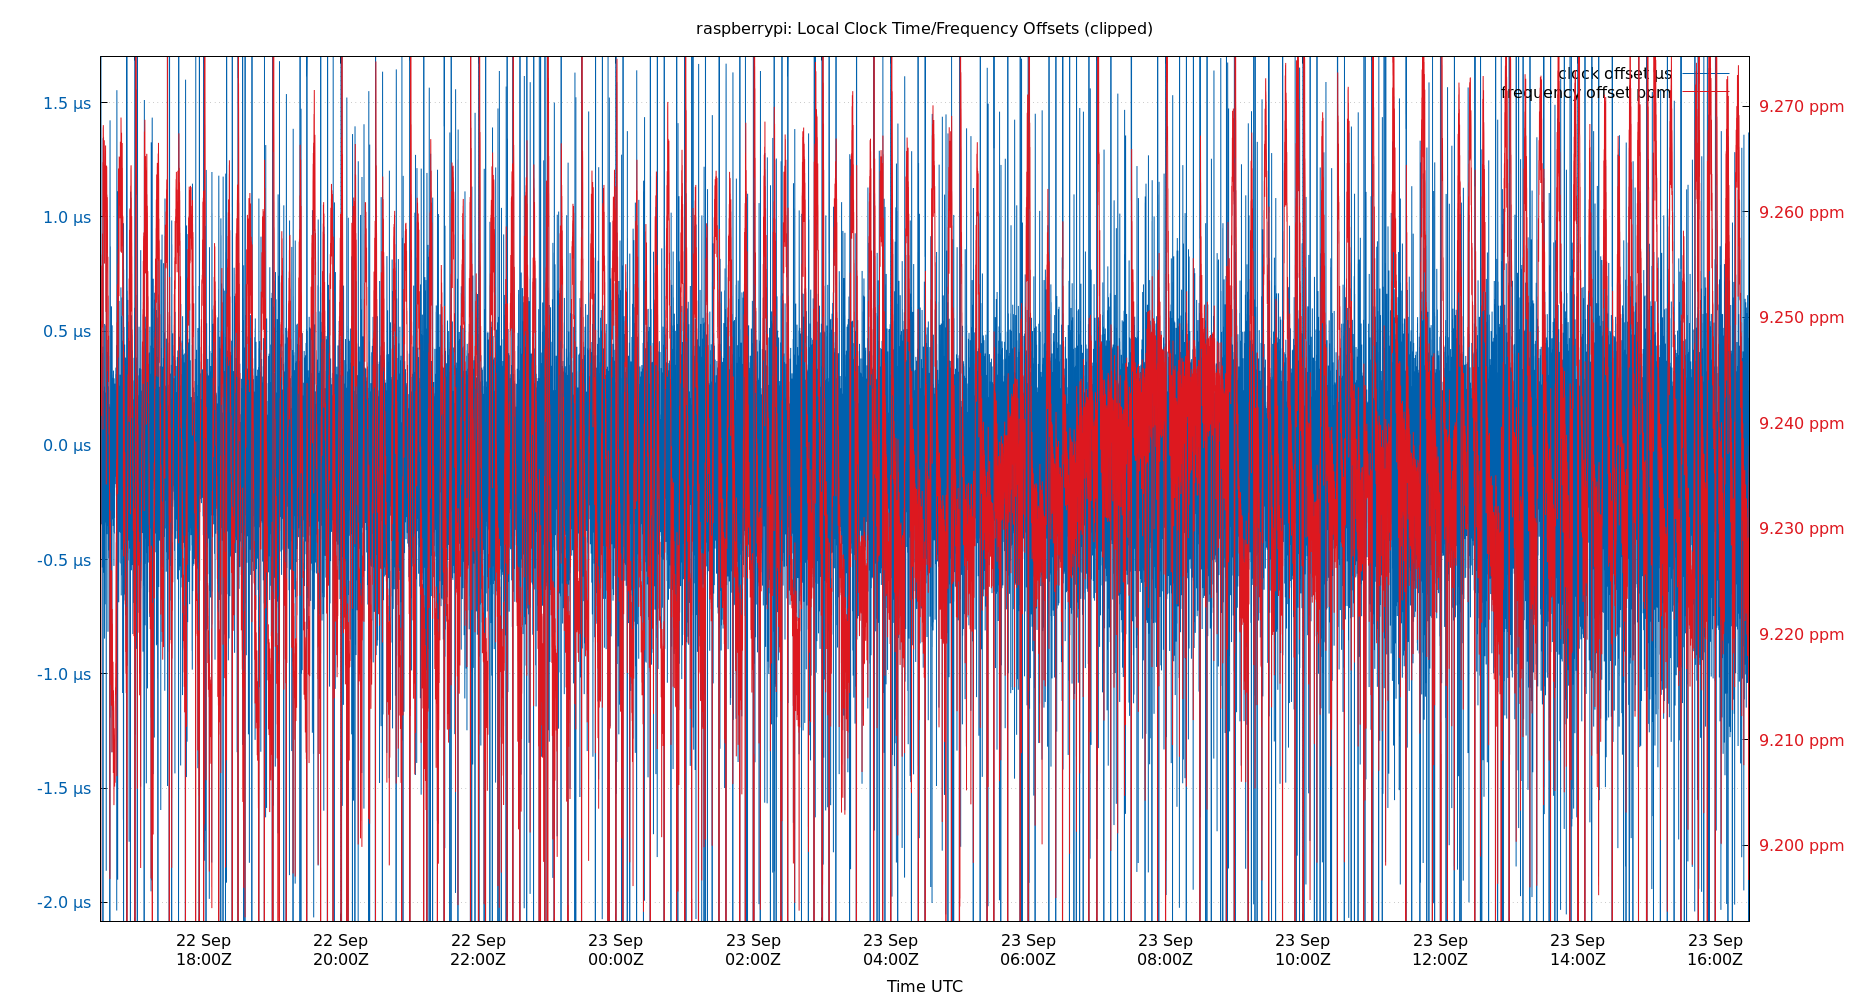 raspberrypi: Local Clock Time/Frequency Offsets (clipped)
clock offset µs
frequency offset ppm
1.5 µs
1.0 µs
0.5 µs
0.0 µs
-0.5 µs
-1.0 µs
-1.5 µs
-2.0 µs
9.270 ppm
9.260 ppm
9.250 ppm
9.240 ppm
9.230 ppm
9.220 ppm
9.210 ppm
9.200 ppm
22 Sep 22 Sep 22 Sep 23 Sep 23 Sep 23 Sep 23 Sep 23 Sep 23 Sep 23 Sep 23 Sep 23 Sep
18:00Z 20:00Z 22:00Z 00:00Z 02:00Z 04:00Z 06:00Z 08:00Z 10:00Z 12:00Z 14:00Z 16:00Z
Time UTC